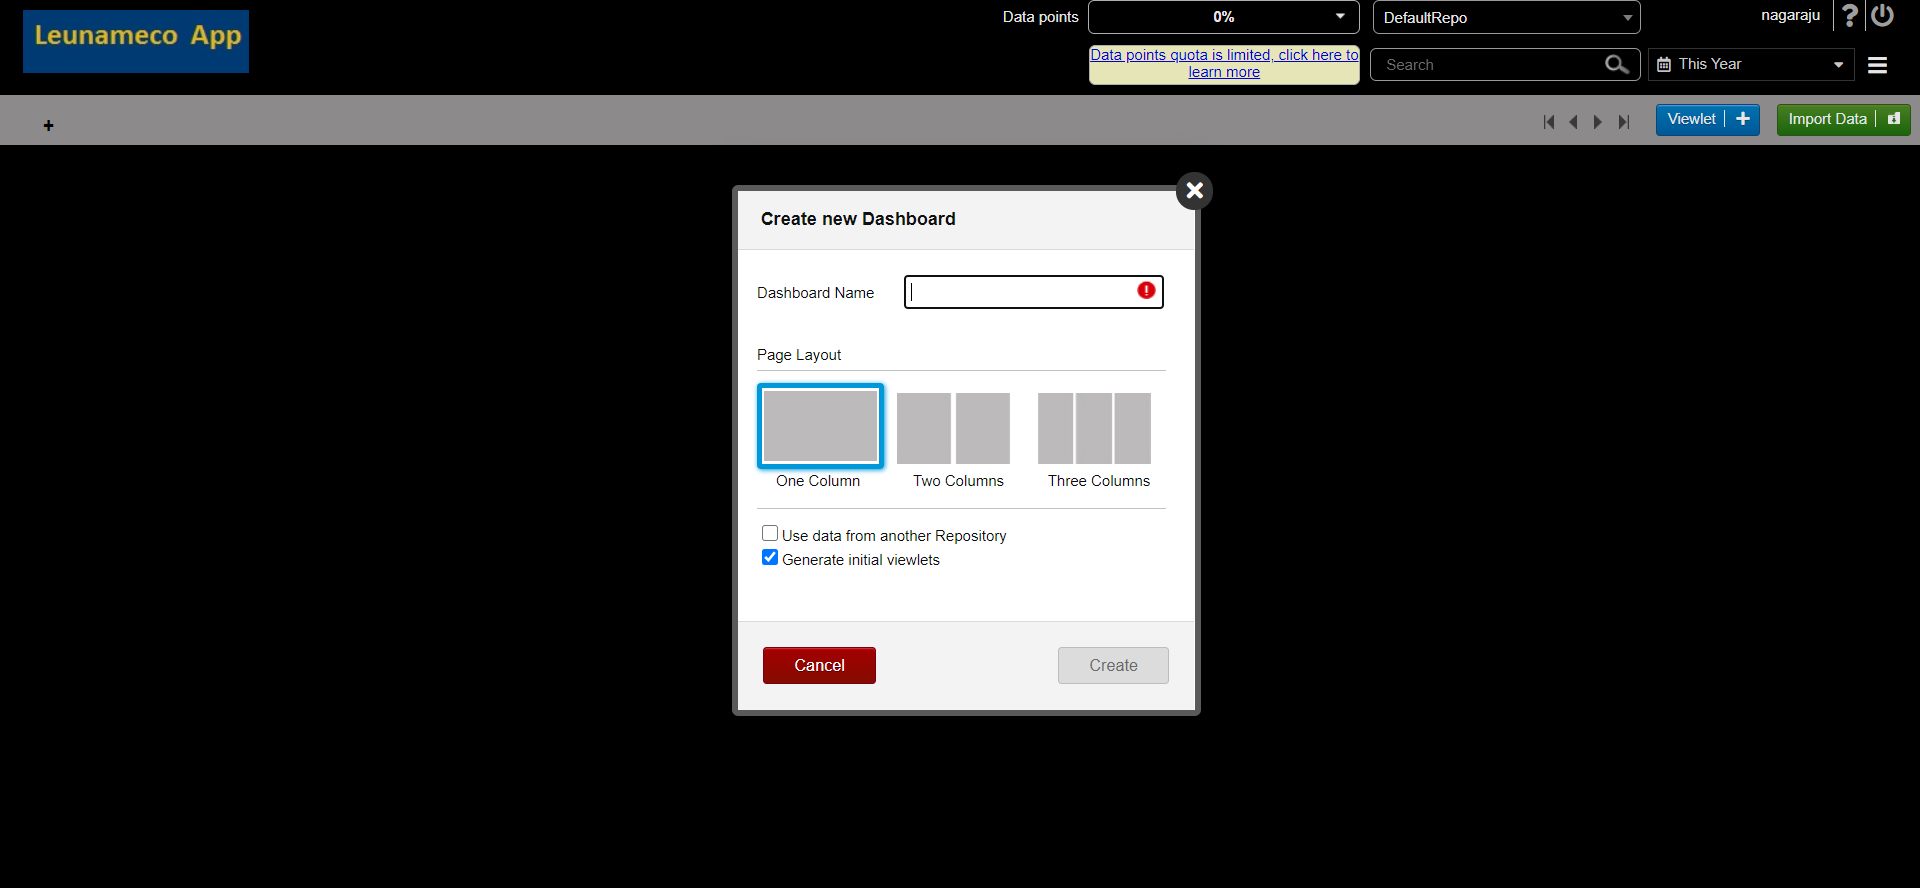 Leunameco App
Data points
0%
DefaultRepo
nagaraju
?
Data points quota is limited, click here to
learn more
Search
This Year
+
Viewlet +
Import Data
Create new Dashboard
Dashboard Name
!
Page Layout
One Column
Two Columns
Three Columns
Use data from another Repository
Generate initial viewlets
Cancel
Create